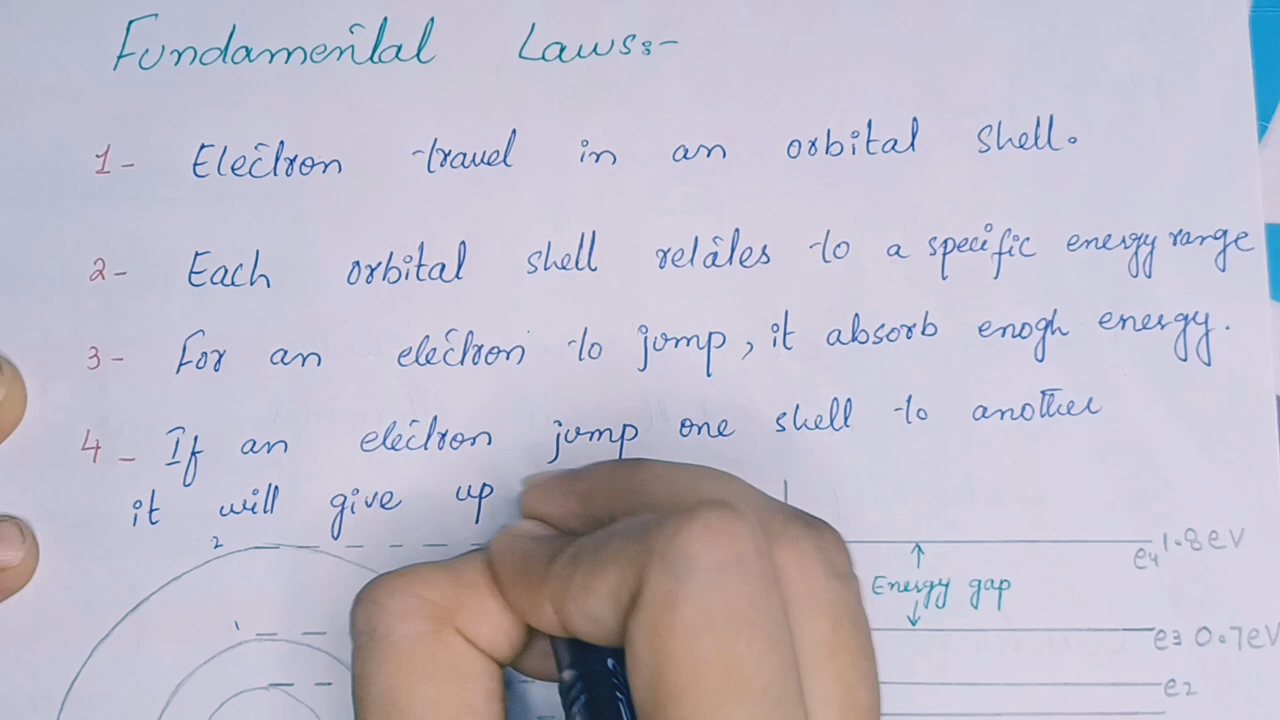 Fundamental Laws:-
1- Electron travel in an orbital shell.
2- Each orbital shell relates to a specific energy range
3- For an electron to jump, it absorb enogh energy.
4- If an electron jump one shell to another
it will give up
2
e4 1.8eV
Energy gap
1
e3 0.7eV
e2